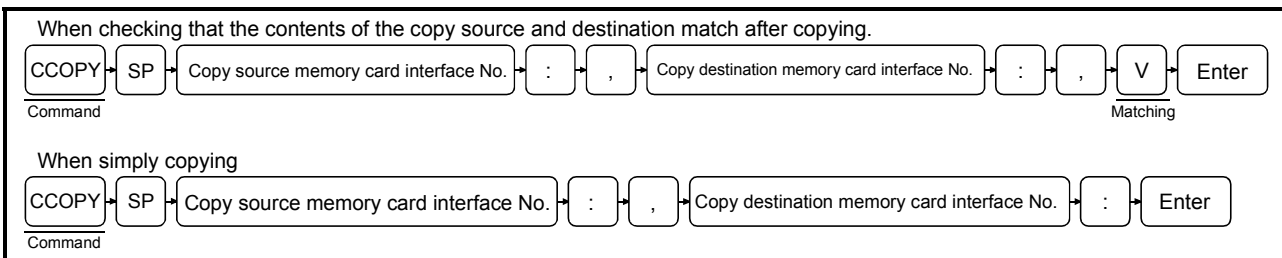 When checking that the contents of the copy source and destination match after copying.
CCOPY SP Copy source memory card interface No. : , Copy destination memory card interface No. : , V Enter
Command Matching
When simply copying
CCOPY SP Copy source memory card interface No. : , Copy destination memory card interface No. : Enter
Command